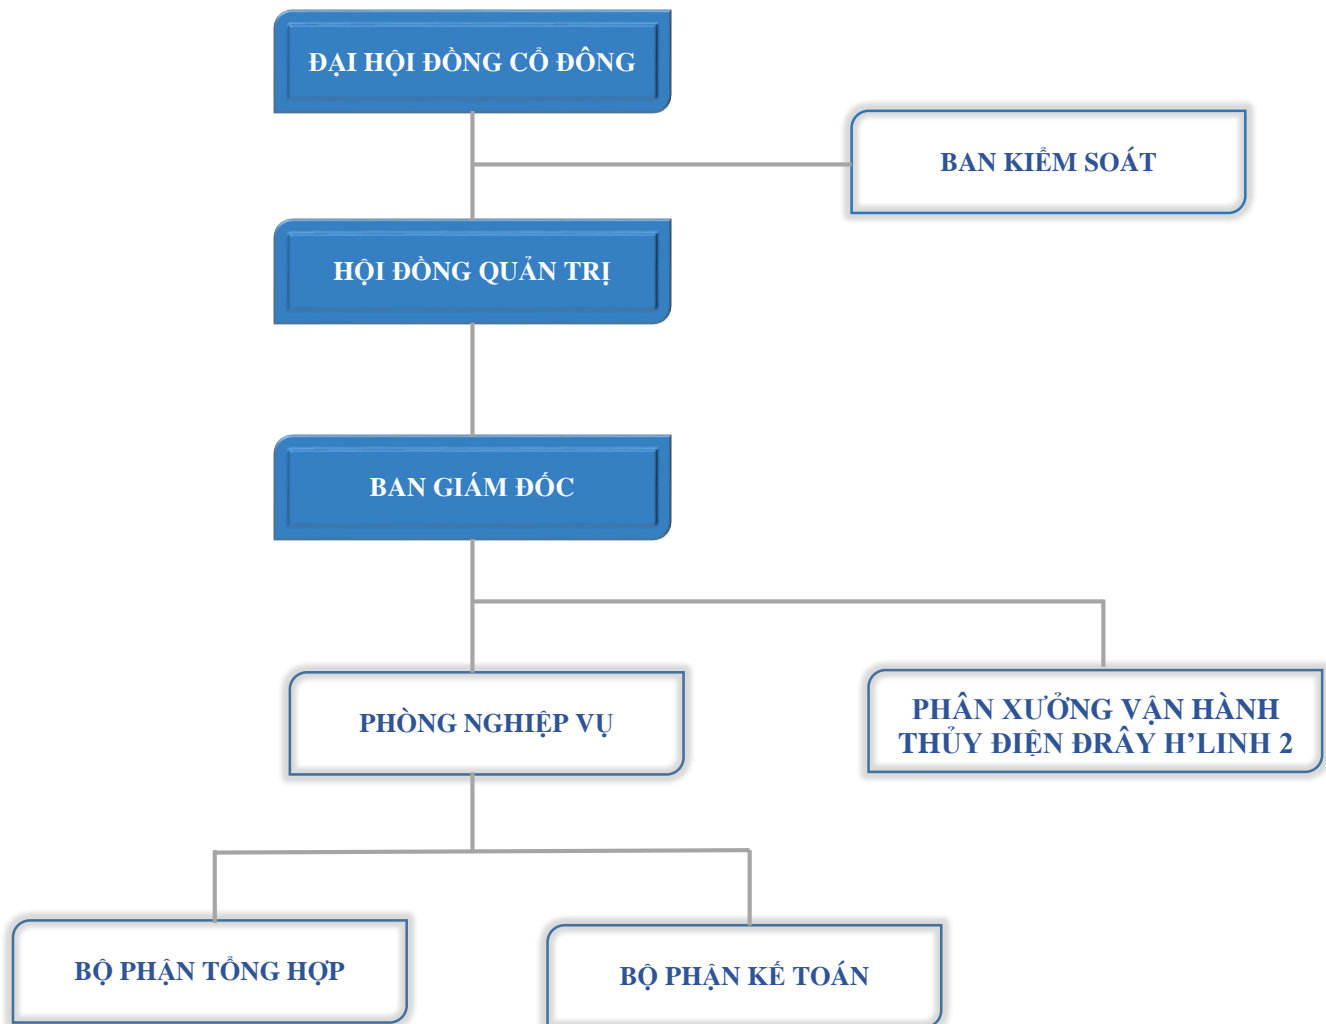 ĐẠI HỘI ĐỒNG CỔ ĐÔNG
BAN KIỂM SOÁT
HỘI ĐỒNG QUẢN TRỊ
BAN GIÁM ĐỐC
PHÒNG NGHIỆP VỤ
PHÂN XƯỞNG VẬN HÀNH
THỦY ĐIỆN ĐRÂY H’LINH 2
BỘ PHẬN TỔNG HỢP
BỘ PHẬN KẾ TOÁN